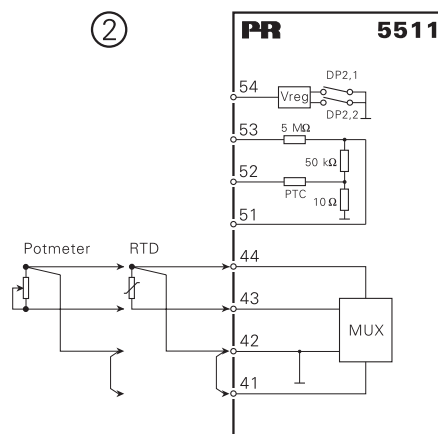 2
PR 5511
54
Vreg
DP2,1
DP2,2
53
5 MΩ
50 kΩ
52
PTC
10 Ω
51
Potmeter
RTD
44
43
MUX
42
41